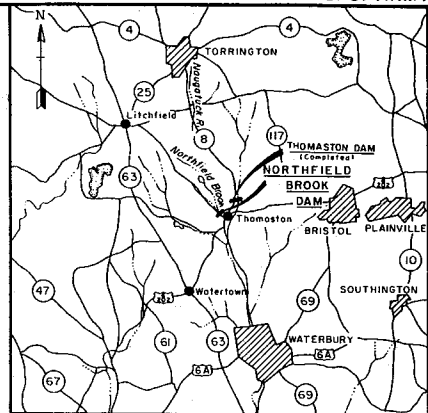 N
4
4
TORRINGTON
25
Naugatuck R.
Litchfield
8
117
THOMASTON DAM
(Completed)
63
Northfield Brook
NORTHFIELD
BROOK
DAM
202
Thomaston
BRISTOL
PLAINVILLE
10
47
SOUTHINGTON
Watertown
202
69
WATERBURY
61
63
6A
6A
67
69